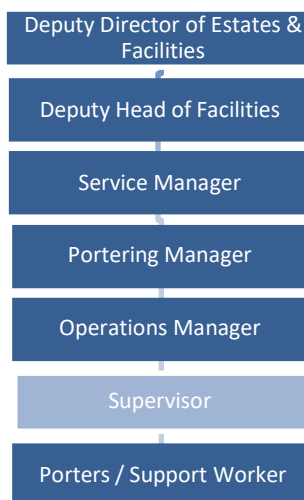 Deputy Director of Estates &
Facilities
Deputy Head of Facilities
Service Manager
Portering Manager
Operations Manager
Supervisor
Porters / Support Worker